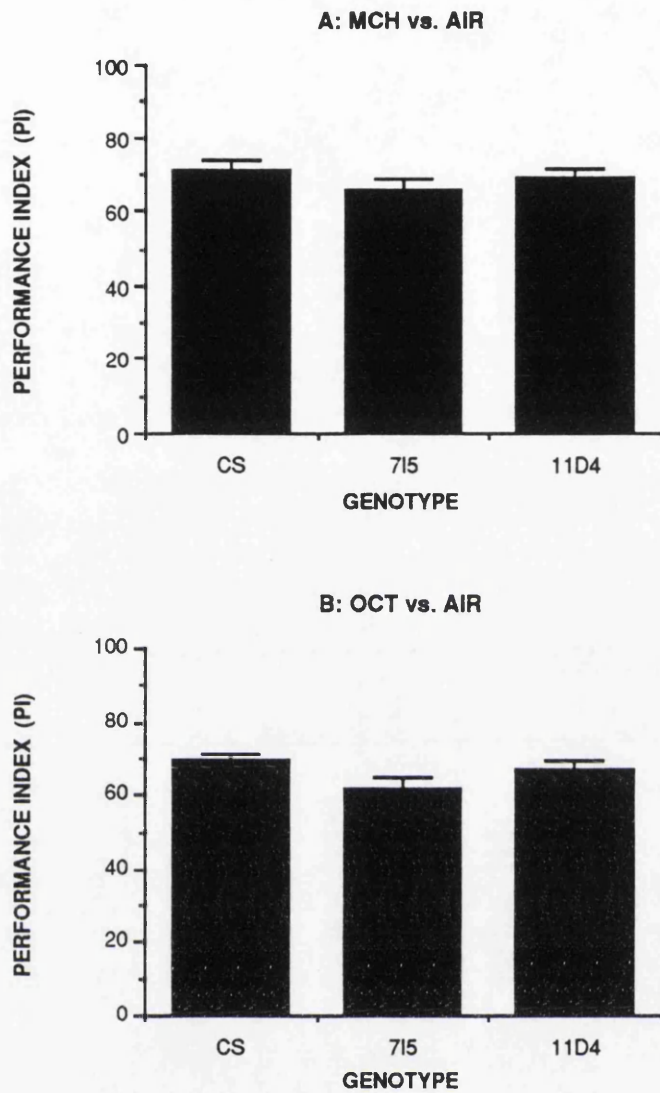 A: MCH vs. AIR
PERFORMANCE INDEX (PI)
100
80
60
40
20
0
CS 7I5 11D4
GENOTYPE
B: OCT vs. AIR
PERFORMANCE INDEX (PI)
100
80
60
40
20
0
CS 7I5 11D4
GENOTYPE